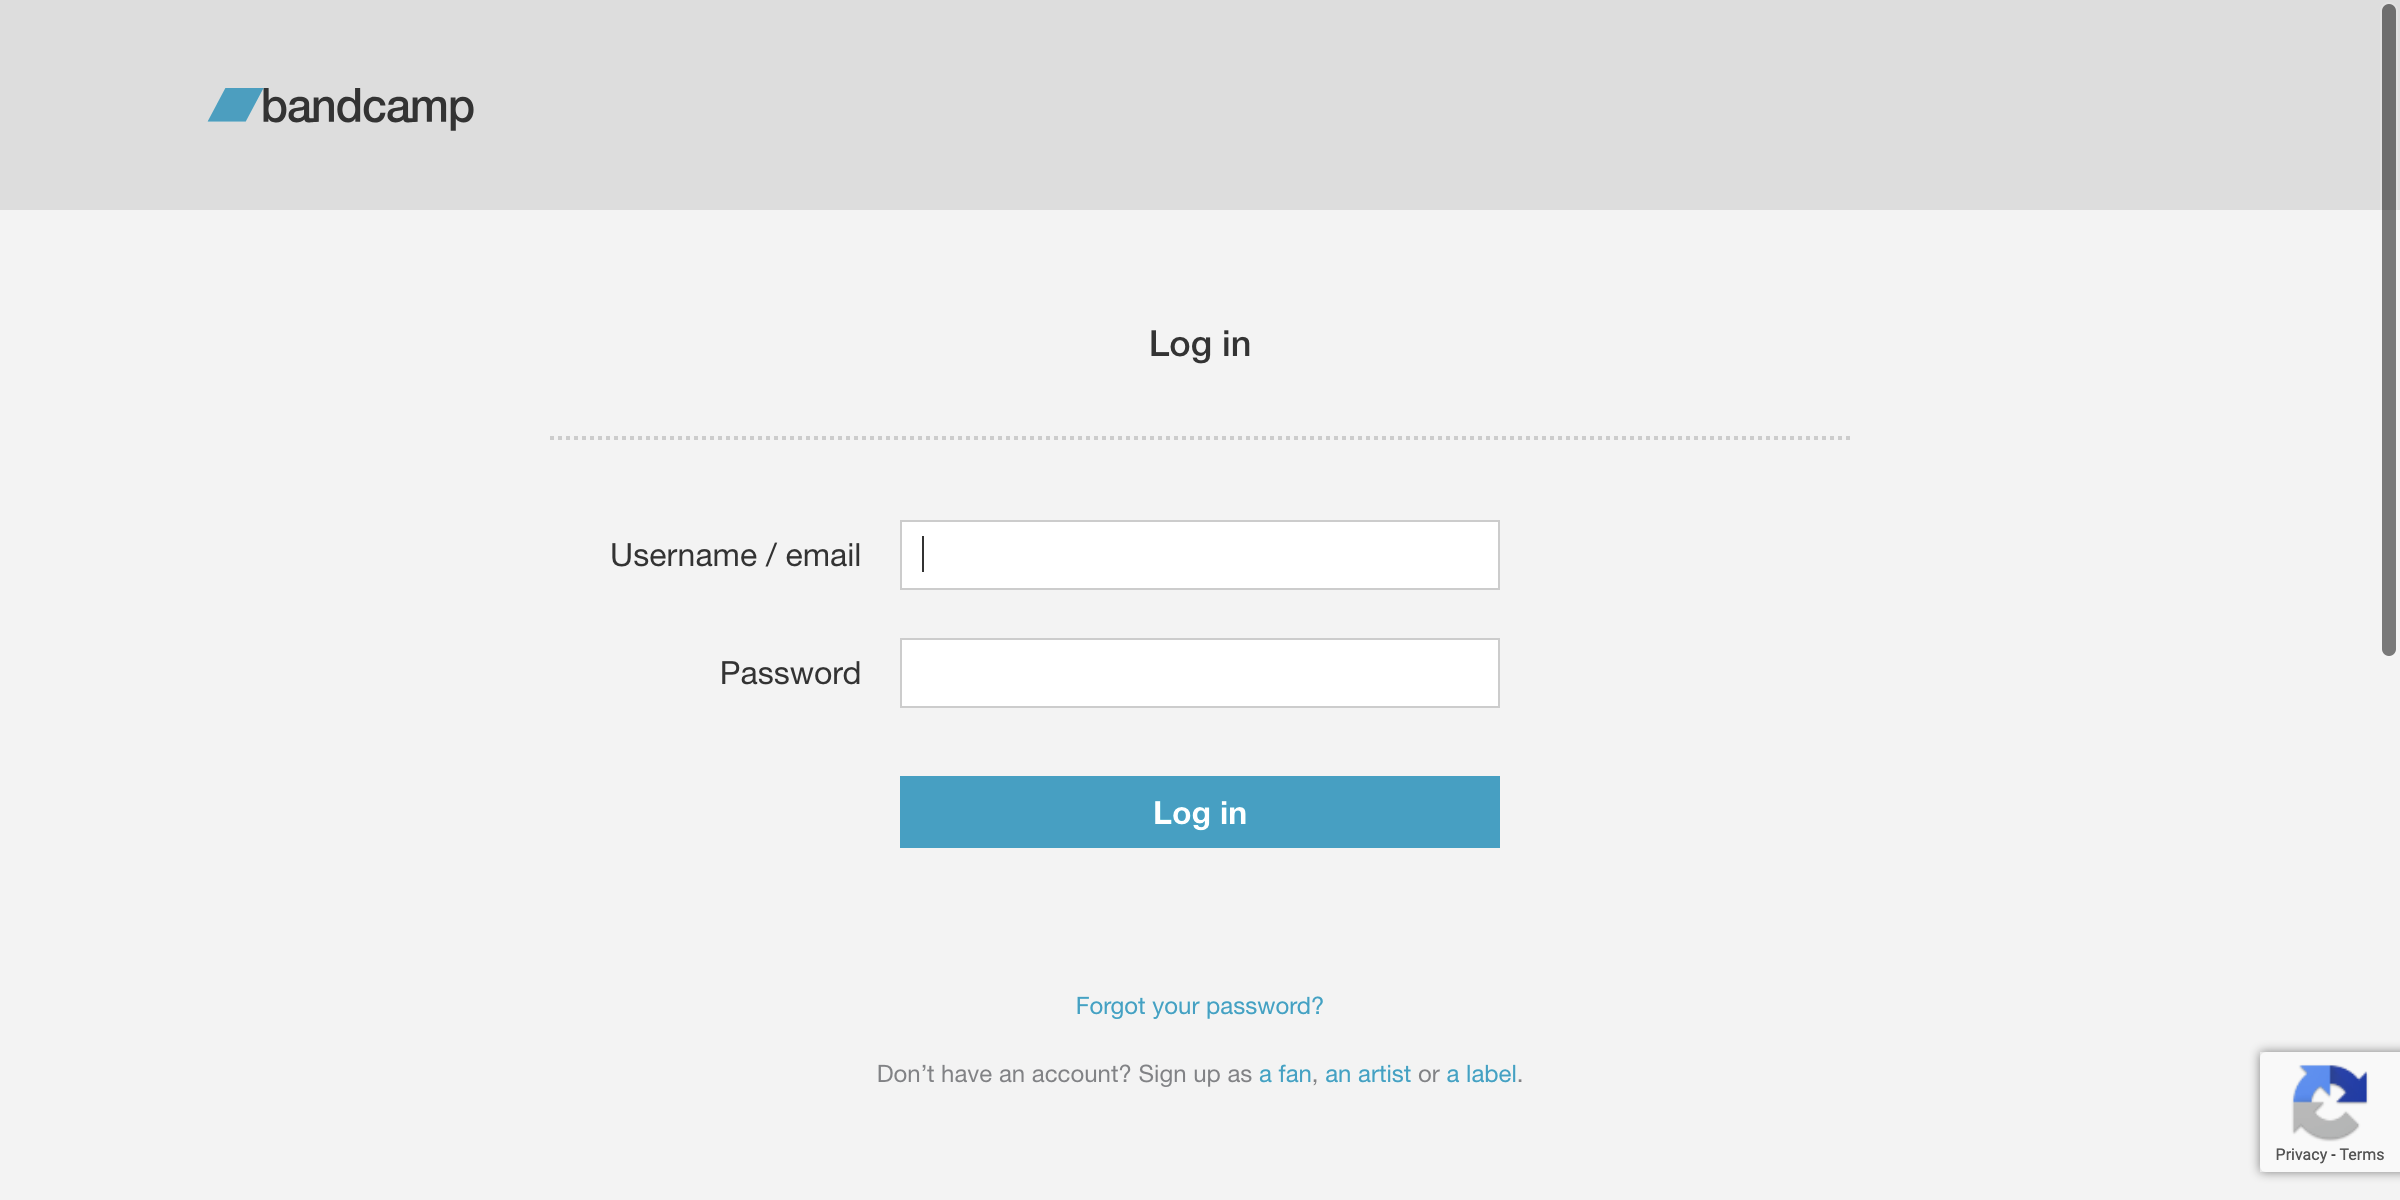 bandcamp
Log in
Username / email
Password
Log in
Forgot your password?
Don’t have an account? Sign up as a fan, an artist or a label.
Privacy - Terms